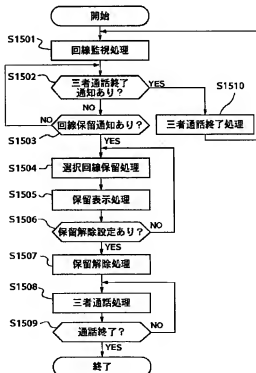 開始
S1501
回線監視処理
S1502
三者通話終了
通知あり？
YES
S1510
NO
三者通話終了処理
NO
回線保留通知あり？
S1503
YES
S1504
選択回線保留処理
S1505
保留表示処理
S1506
保留解除設定あり？
NO
YES
S1507
保留解除処理
S1508
三者通話処理
S1509
通話終了？
NO
YES
終了